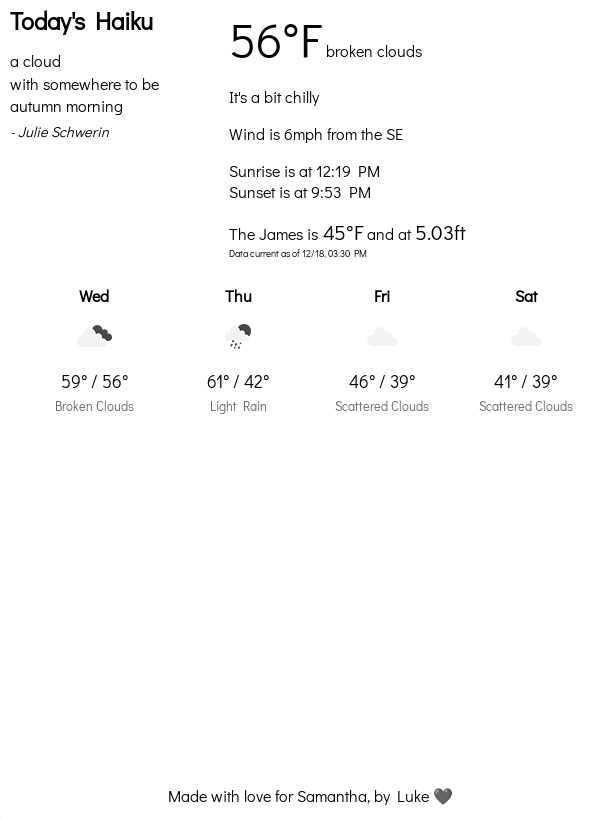 Today's Haiku
a cloud
with somewhere to be
autumn morning
- Julie Schwerin
56°F broken clouds
It's a bit chilly
Wind is 6mph from the SE
Sunrise is at 12:19 PM
Sunset is at 9:53 PM
The James is 45°F and at 5.03ft
Data current as of 12/18, 03:30 PM
Wed Thu Fri Sat
59° / 56° 61° / 42° 46° / 39° 41° / 39°
Broken Clouds Light Rain Scattered Clouds Scattered Clouds
Made with love for Samantha, by Luke 🖤